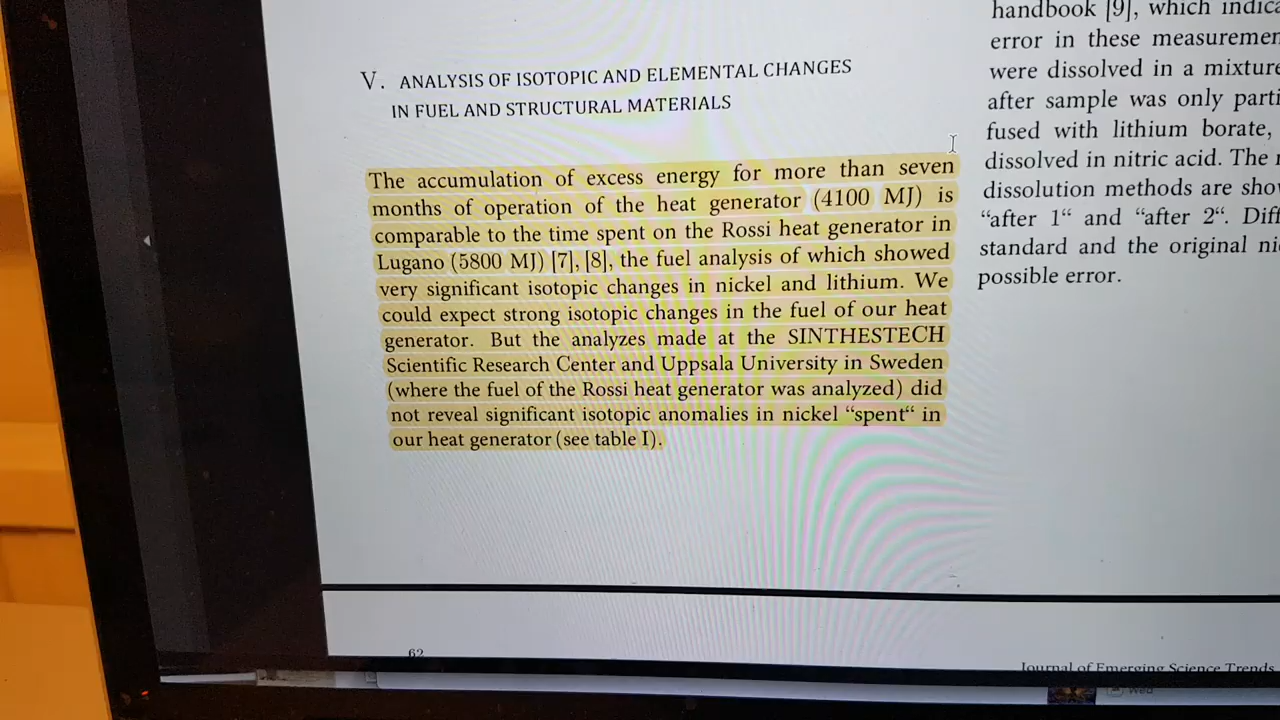 V. ANALYSIS OF ISOTOPIC AND ELEMENTAL CHANGES
IN FUEL AND STRUCTURAL MATERIALS
The accumulation of excess energy for more than seven
months of operation of the heat generator (4100 MJ) is
comparable to the time spent on the Rossi heat generator in
Lugano (5800 MJ) [7], [8], the fuel analysis of which showed
very significant isotopic changes in nickel and lithium. We
could expect strong isotopic changes in the fuel of our heat
generator. But the analyzes made at the SINTHESTECH
Scientific Research Center and Uppsala University in Sweden
(where the fuel of the Rossi heat generator was analyzed) did
not reveal significant isotopic anomalies in nickel “spent“ in
our heat generator (see table I).
62
handbook [9], which
error in these
were dissolved in a
after sample was only
fused with lithium borate,
dissolved in nitric acid. The
dissolution methods are
“after 1“ and “after 2“.
standard and the original
possible error.
Journal of Emerging Science Trends
Wed